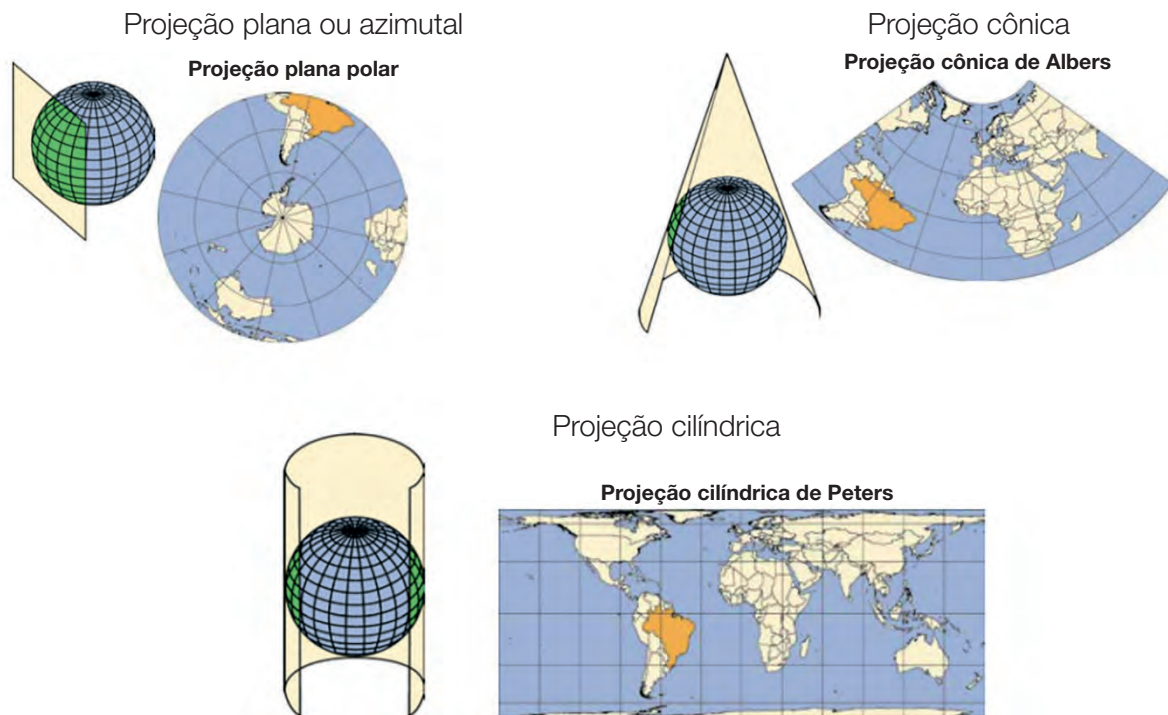 Projeção plana ou azimutal
Projeção plana polar
Projeção cônica
Projeção cônica de Albers
Projeção cilíndrica
Projeção cilíndrica de Peters